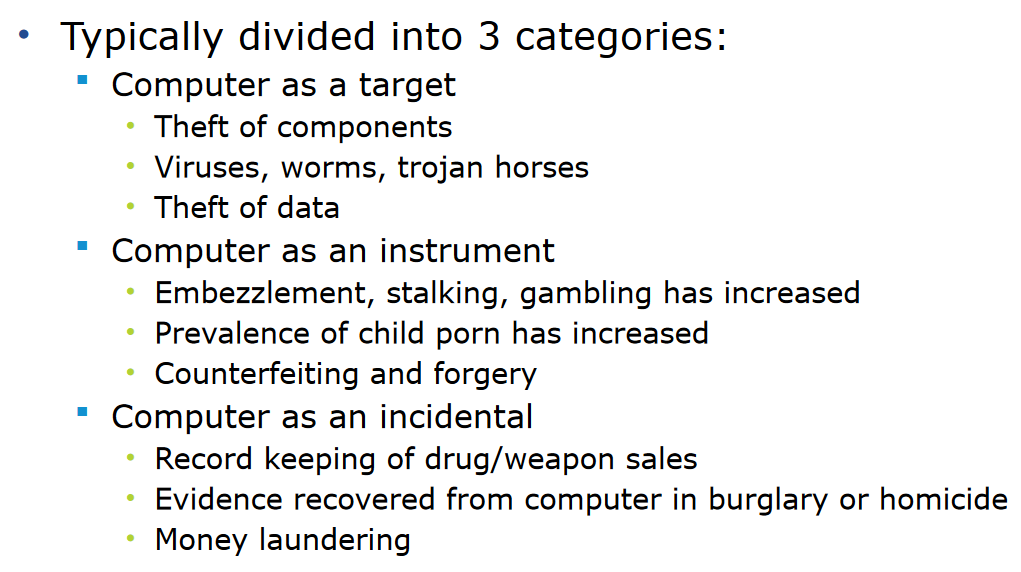 • Typically divided into 3 categories:
▪ Computer as a target
• Theft of components
• Viruses, worms, trojan horses
• Theft of data
▪ Computer as an instrument
• Embezzlement, stalking, gambling has increased
• Prevalence of child porn has increased
• Counterfeiting and forgery
▪ Computer as an incidental
• Record keeping of drug/weapon sales
• Evidence recovered from computer in burglary or homicide
• Money laundering